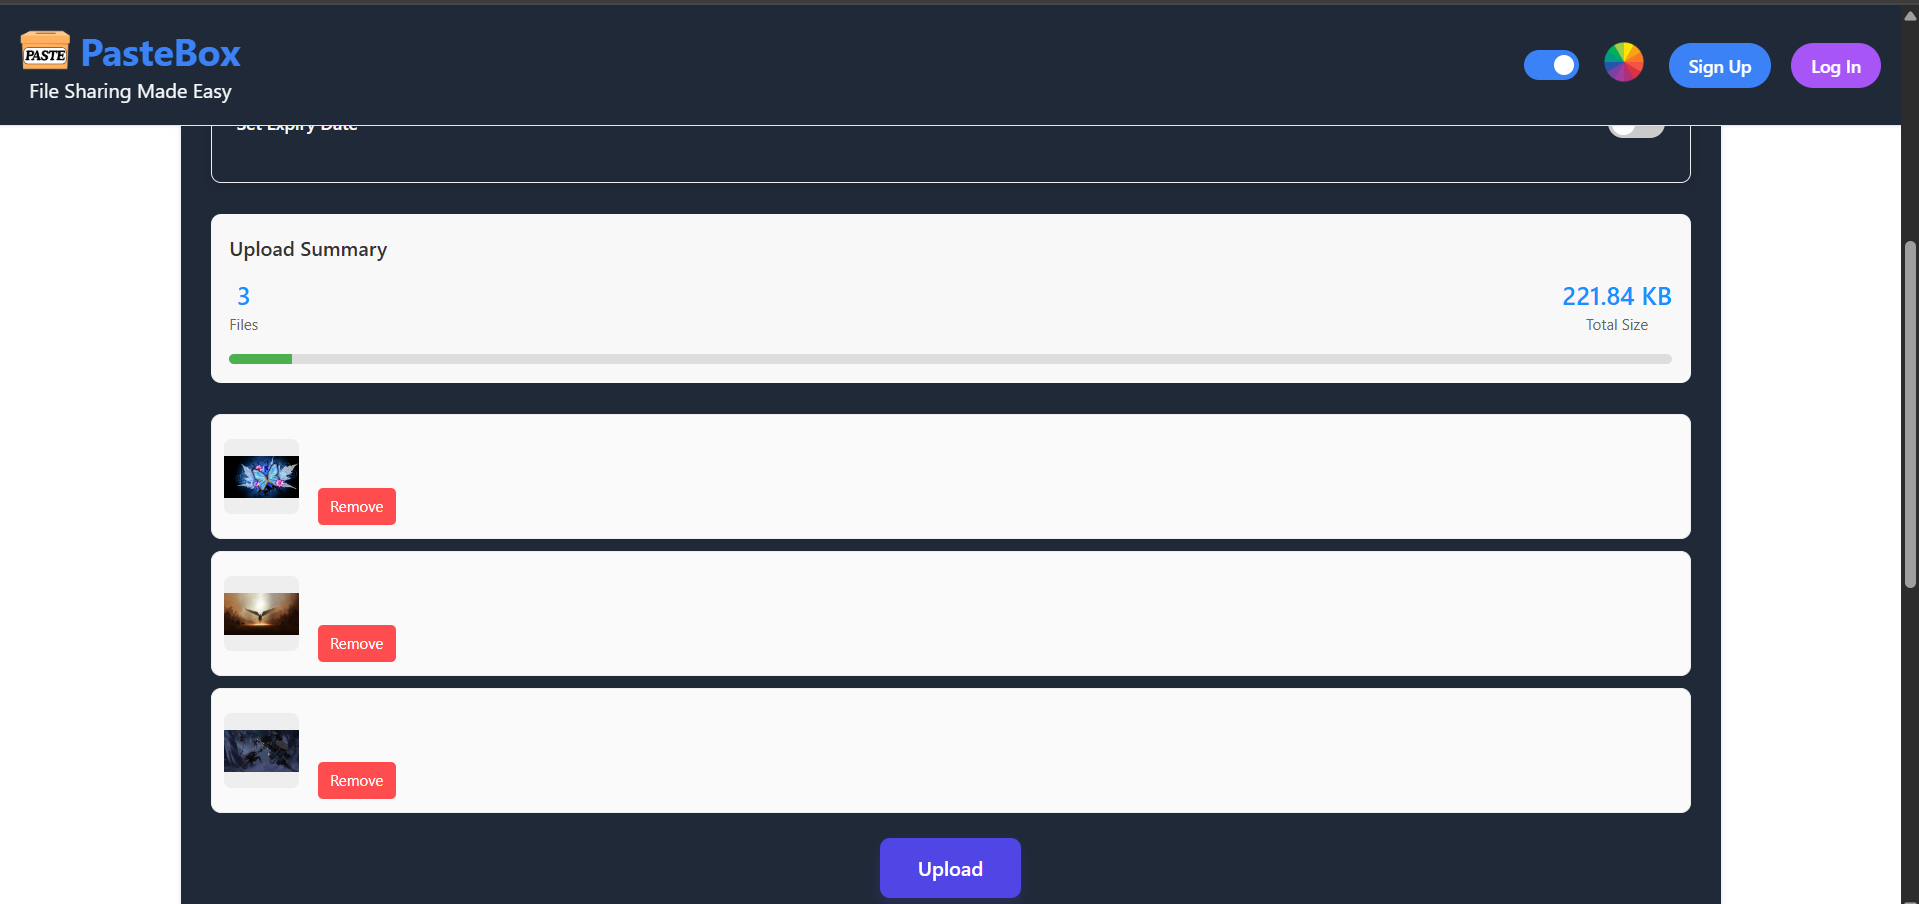 PASTE PasteBox
File Sharing Made Easy
Sign Up
Log In
Set Expiry Date
Upload Summary
3
Files
221.84 KB
Total Size
Remove
Remove
Remove
Upload